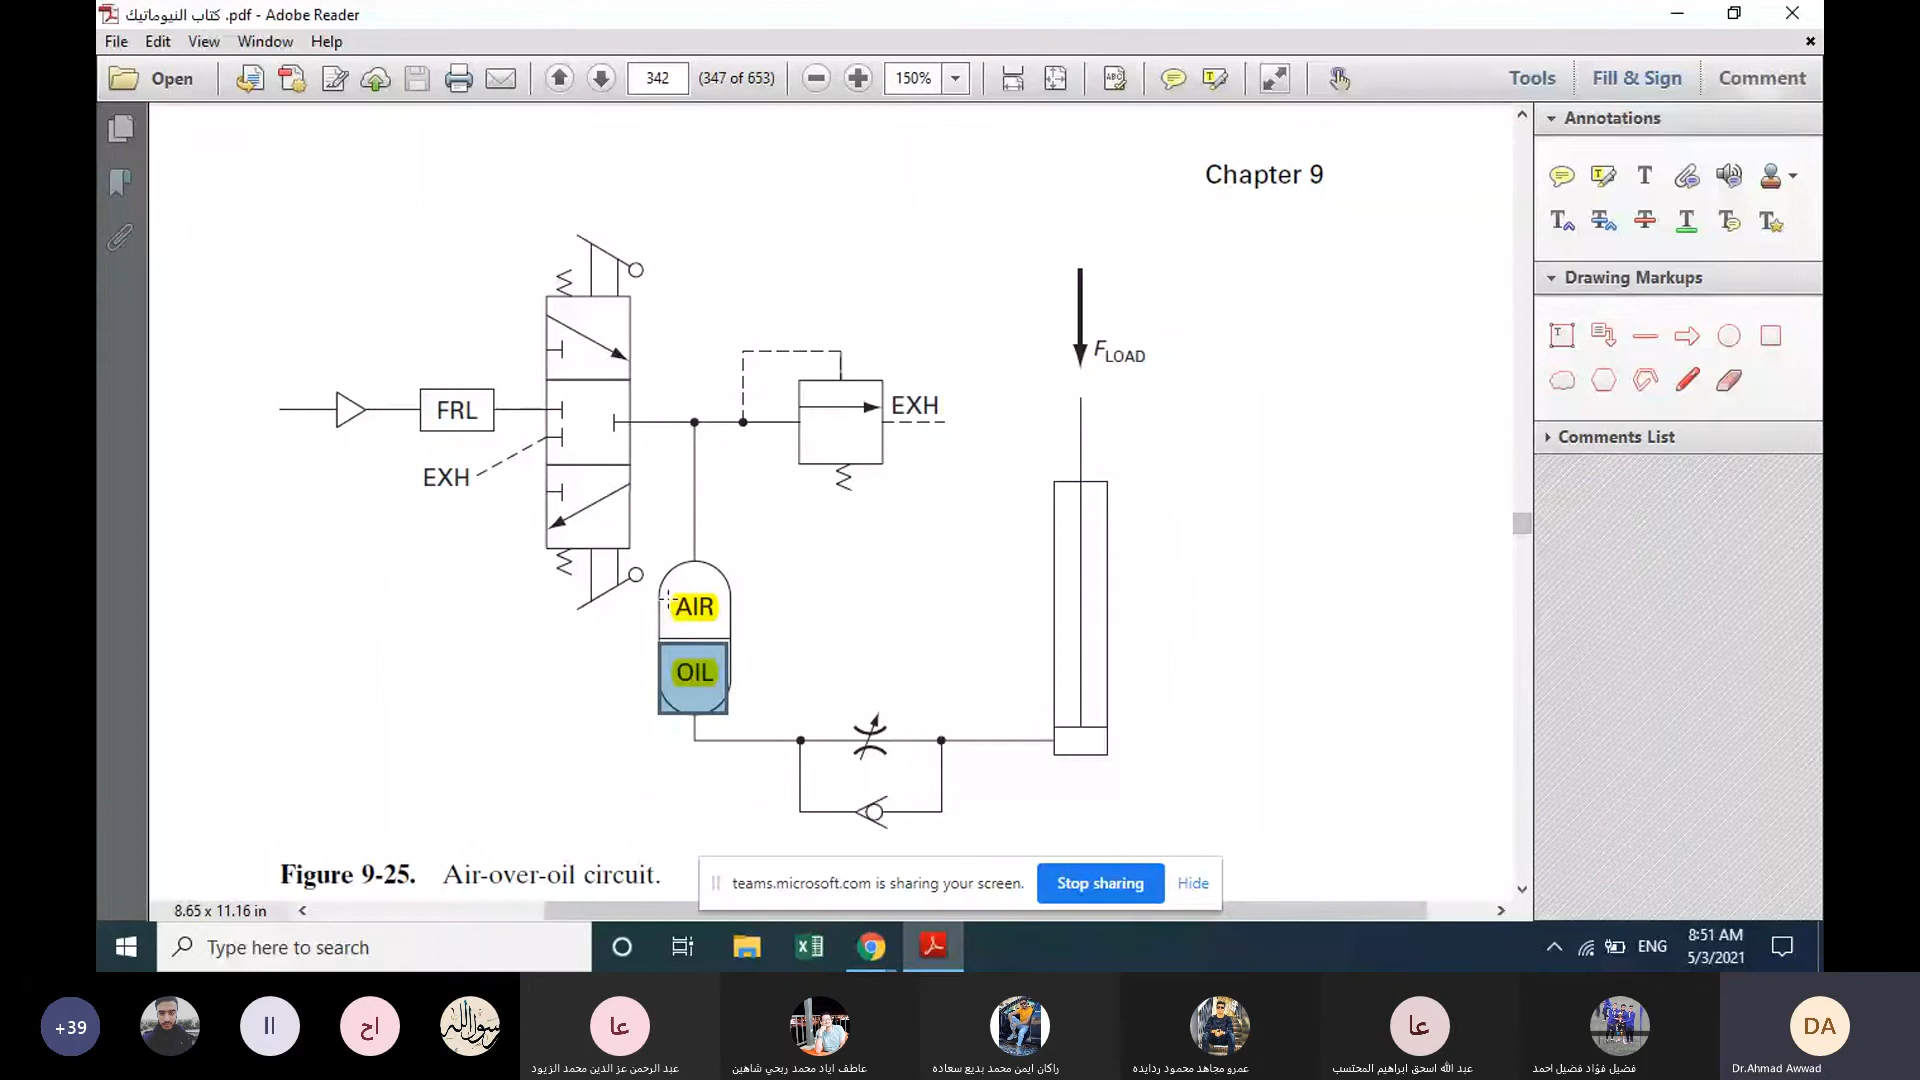 كتاب النيوماتيك .pdf - Adobe Reader
File Edit View Window Help
Open 342 (347 of 653) 150% Tools Fill & Sign Comment
Annotations
Drawing Markups
Comments List
Chapter 9
F LOAD
FRL
EXH
EXH
AIR
OIL
Figure 9-25. Air-over-oil circuit.
teams.microsoft.com is sharing your screen. Stop sharing Hide
8.65 x 11.16 in
Type here to search
ENG
8:51 AM
5/3/2021
+39
اا
اح
عا
عا
DA
عبد الرحمن عز الدين محمد الزيود
عاطف اياد محمد ربحي شاهين
راكان ايمن محمد بديع سعاده
عمرو مجاهد محمود ردايده
عبد الله اسحق ابراهيم المحتسب
فضيل فؤاد فضيل احمد
Dr.Ahmad Awwad